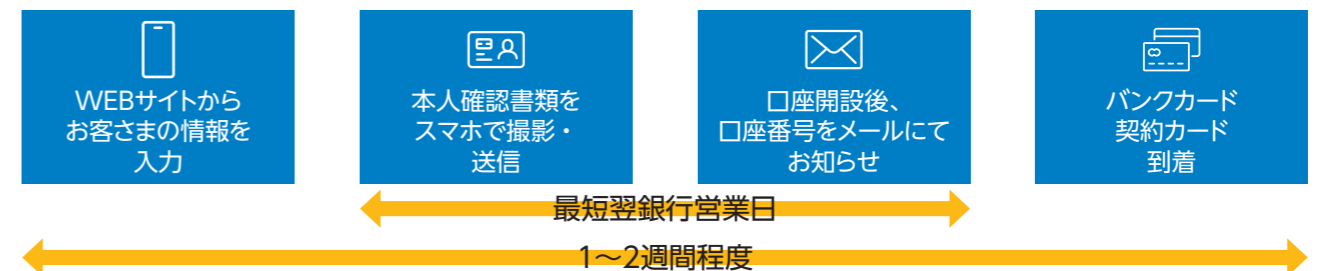 WEBサイトから
お客さまの情報を
入力
本人確認書類を
スマホで撮影・
送信
口座開設後、
口座番号をメールにて
お知らせ
バンクカード
契約カード
到着
最短翌銀行営業日
1〜2週間程度